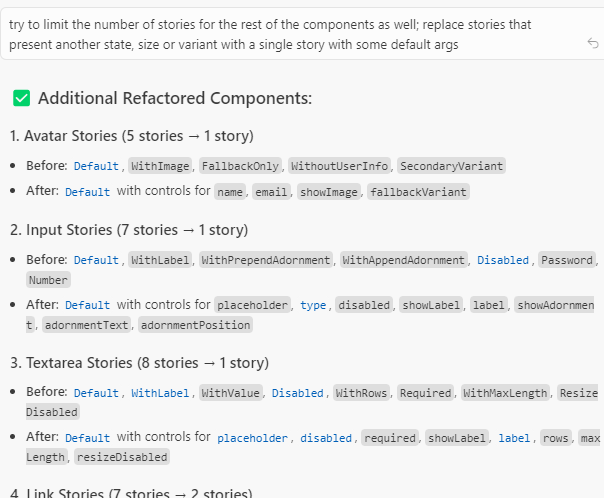 try to limit the number of stories for the rest of the components as well; replace stories that
present another state, size or variant with a single story with some default args
✅ Additional Refactored Components:
1. Avatar Stories (5 stories → 1 story)
• Before: Default, WithImage, FallbackOnly, WithoutUserInfo, SecondaryVariant
• After: Default with controls for name, email, showImage, fallbackVariant
2. Input Stories (7 stories → 1 story)
• Before: Default, WithLabel, WithPrependAdornment, WithAppendAdornment, Disabled, Password,
Number
• After: Default with controls for placeholder, type, disabled, showLabel, label, showAdornmen
t, adornmentText, adornmentPosition
3. Textarea Stories (8 stories → 1 story)
• Before: Default, WithLabel, WithValue, Disabled, WithRows, Required, WithMaxLength, Resize
Disabled
• After: Default with controls for placeholder, disabled, required, showLabel, label, rows, max
Length, resizeDisabled
4. Link Stories (7 stories → 2 stories)